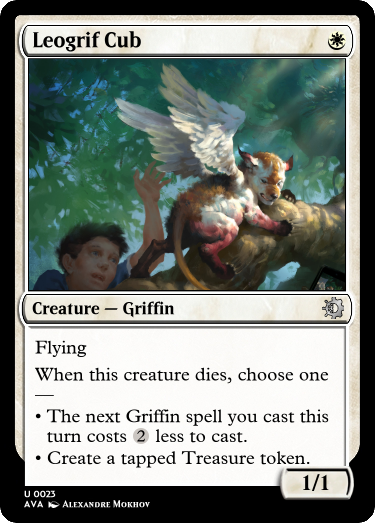 Leogrif Cub
Creature — Griffin
Flying
When this creature dies, choose one
—
• The next Griffin spell you cast this
turn costs 2 less to cast.
• Create a tapped Treasure token.
1/1
U 0023
AVA Alexandre Mokhov